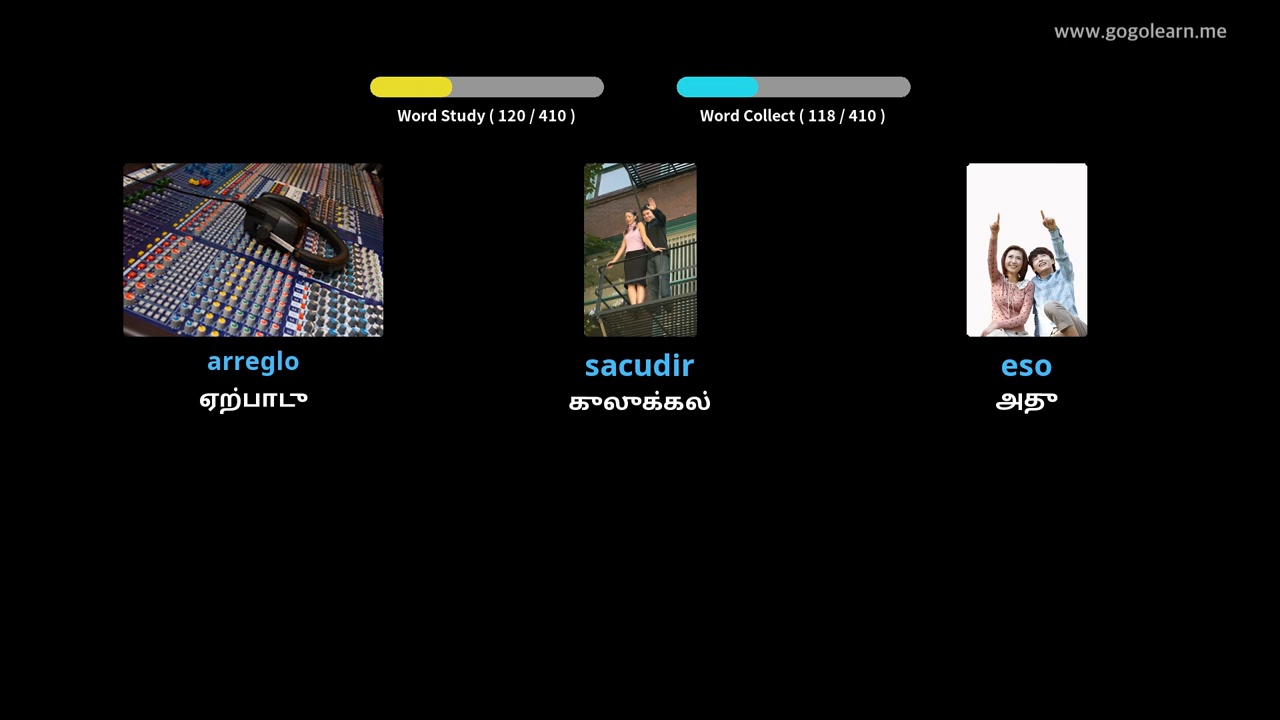 www.gogolearn.me
Word Study ( 120 / 410 )
Word Collect ( 118 / 410 )
arreglo
ஏற்பாடு
sacudir
குலுக்கல்
eso
அது